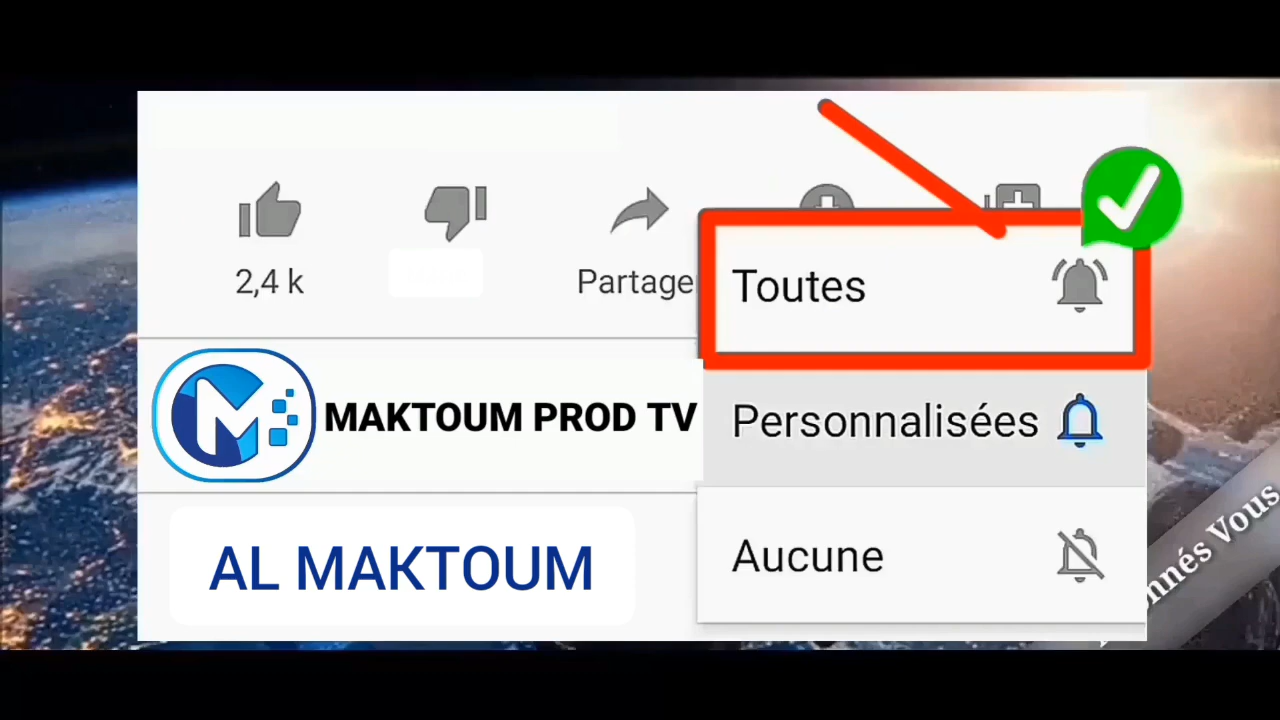 2,4 k
Partage
Toutes
MAKTOUM PROD TV
Personnalisées
AL MAKTOUM
Aucune
nnés Vous